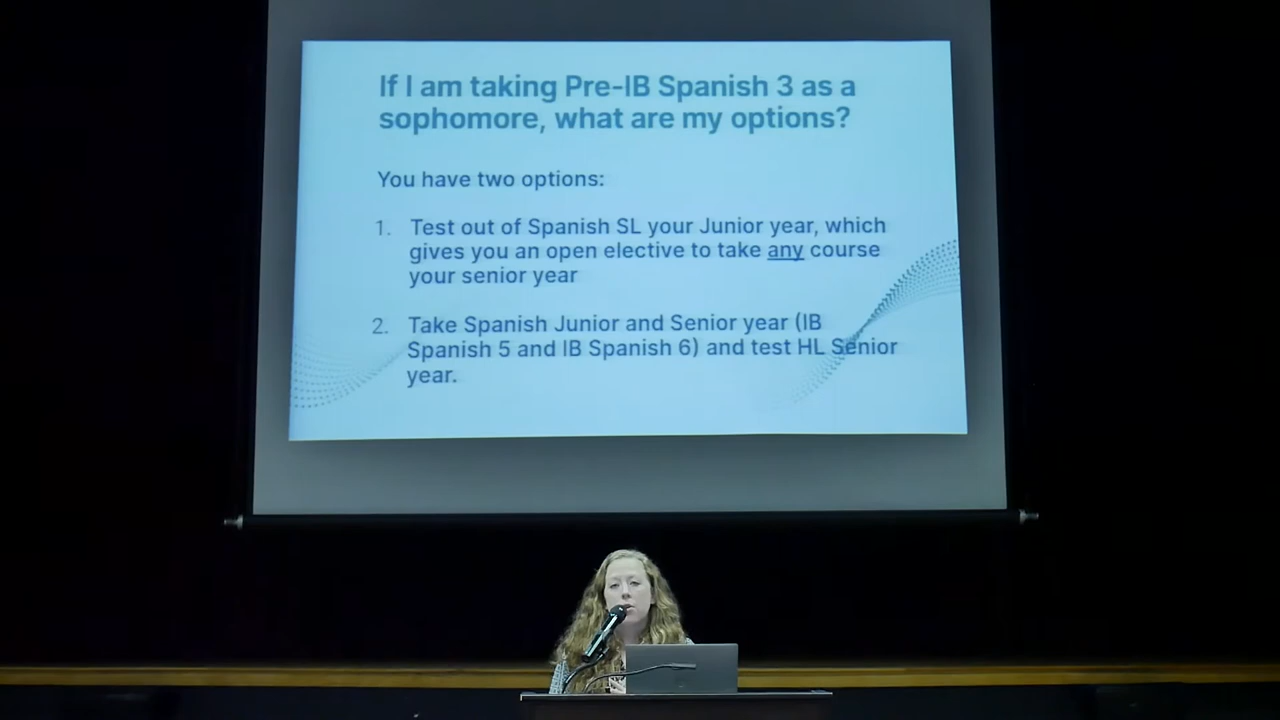 If I am taking Pre-IB Spanish 3 as a
sophomore, what are my options?
You have two options:
1. Test out of Spanish SL your Junior year, which
gives you an open elective to take any course
your senior year
2. Take Spanish Junior and Senior year (IB
Spanish 5 and IB Spanish 6) and test HL Senior
year.